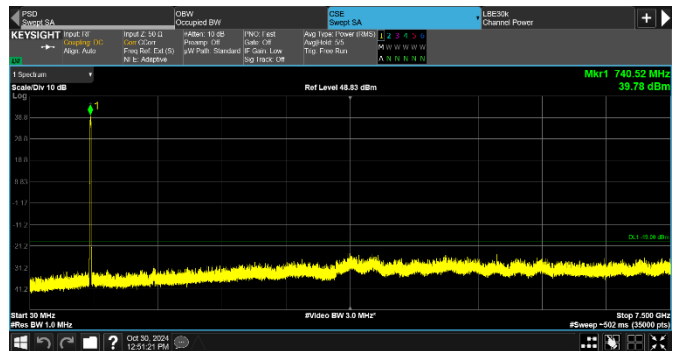 PSD
Swept SA
OBW
Occupied BW
CSE
Swept SA
LBE30k
Channel Power
KEYSIGHT
Input: RF
Coupling: DC
Align: Auto
Input Z: 50 Ω
Corr CCorr
Freq Ref: Ext (S)
NFE: Adaptive
#Atten: 10 dB
Preamp: Off
µW Path: Standard
PNO: Fast
Gate: Off
IF Gain: Low
Sig Track: Off
Avg Type: Power (RMS)
Avg|Hold: 5/5
Trig: Free Run
1 2 3 4 5 6
M W W W W W
A N N N N N
1 Spectrum
Scale/Div 10 dB
Log
Ref Level 48.83 dBm
Mkr1 740.52 MHz
39.78 dBm
1
38.8
28.8
18.8
8.83
-1.17
-11.2
-21.2
-31.2
-41.2
Start 30 MHz
#Res BW 1.0 MHz
#Video BW 3.0 MHz*
Stop 7.500 GHz
#Sweep ~502 ms (35000 pts)
?
Oct 30, 2024
12:51:21 PM